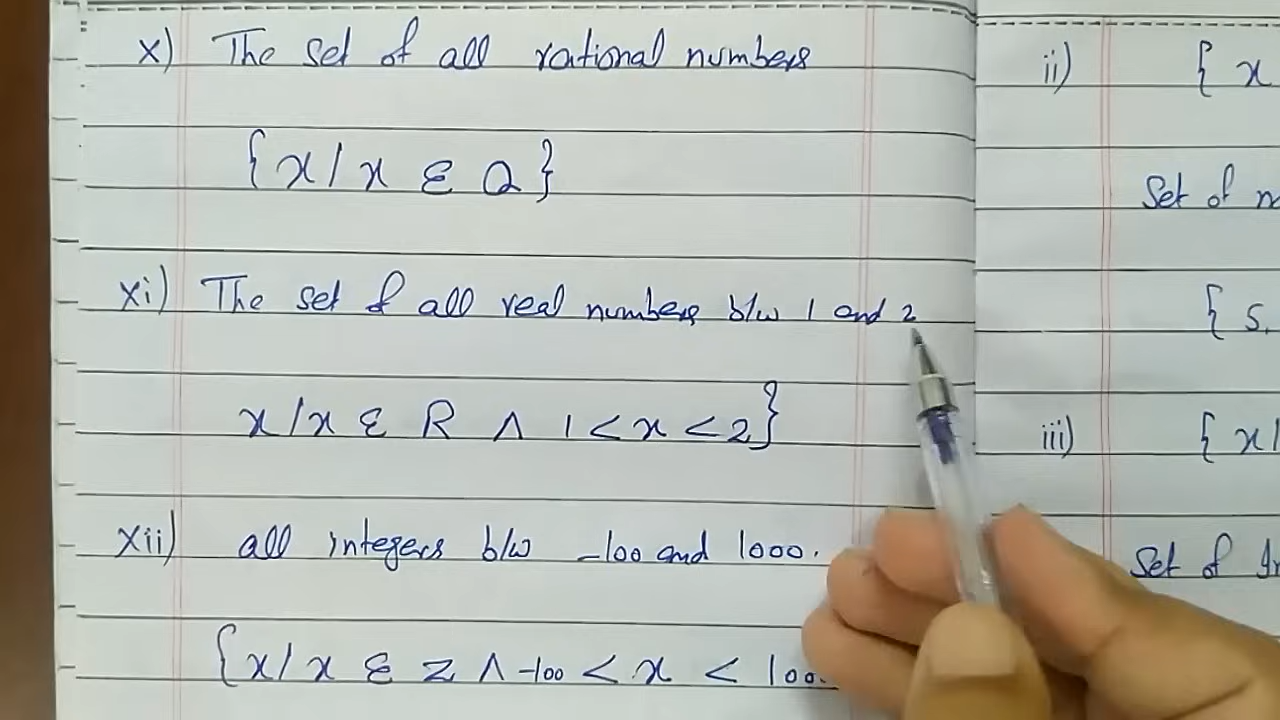 x) The set of all rational numbers
{x/x ε Q}
xi) The set of all real numbers b/w 1 and 2
x/x ε R ∧ 1<x<2}
xii) all integers b/w -100 and 1000.
{x/x ε Z ∧ -100 < x < 100
ii) { x
Set of
{ 5,
iii) { x|
Set of